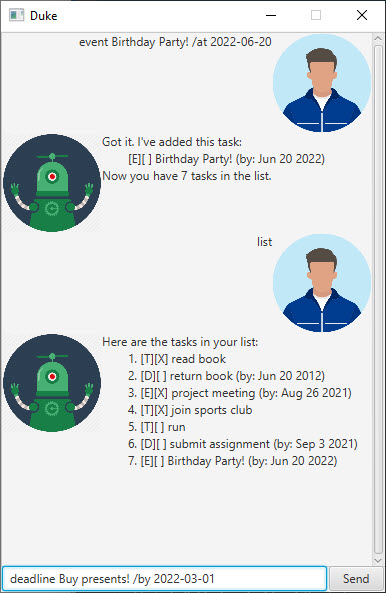 Duke
event Birthday Party! /at 2022-06-20
Got it. I've added this task:
[E][ ] Birthday Party! (by: Jun 20 2022)
Now you have 7 tasks in the list.
list
Here are the tasks in your list:
1. [T][X] read book
2. [D][ ] return book (by: Jun 20 2012)
3. [E][X] project meeting (by: Aug 26 2021)
4. [T][X] join sports club
5. [T][ ] run
6. [D][ ] submit assignment (by: Sep 3 2021)
7. [E][ ] Birthday Party! (by: Jun 20 2022)
deadline Buy presents! /by 2022-03-01
Send